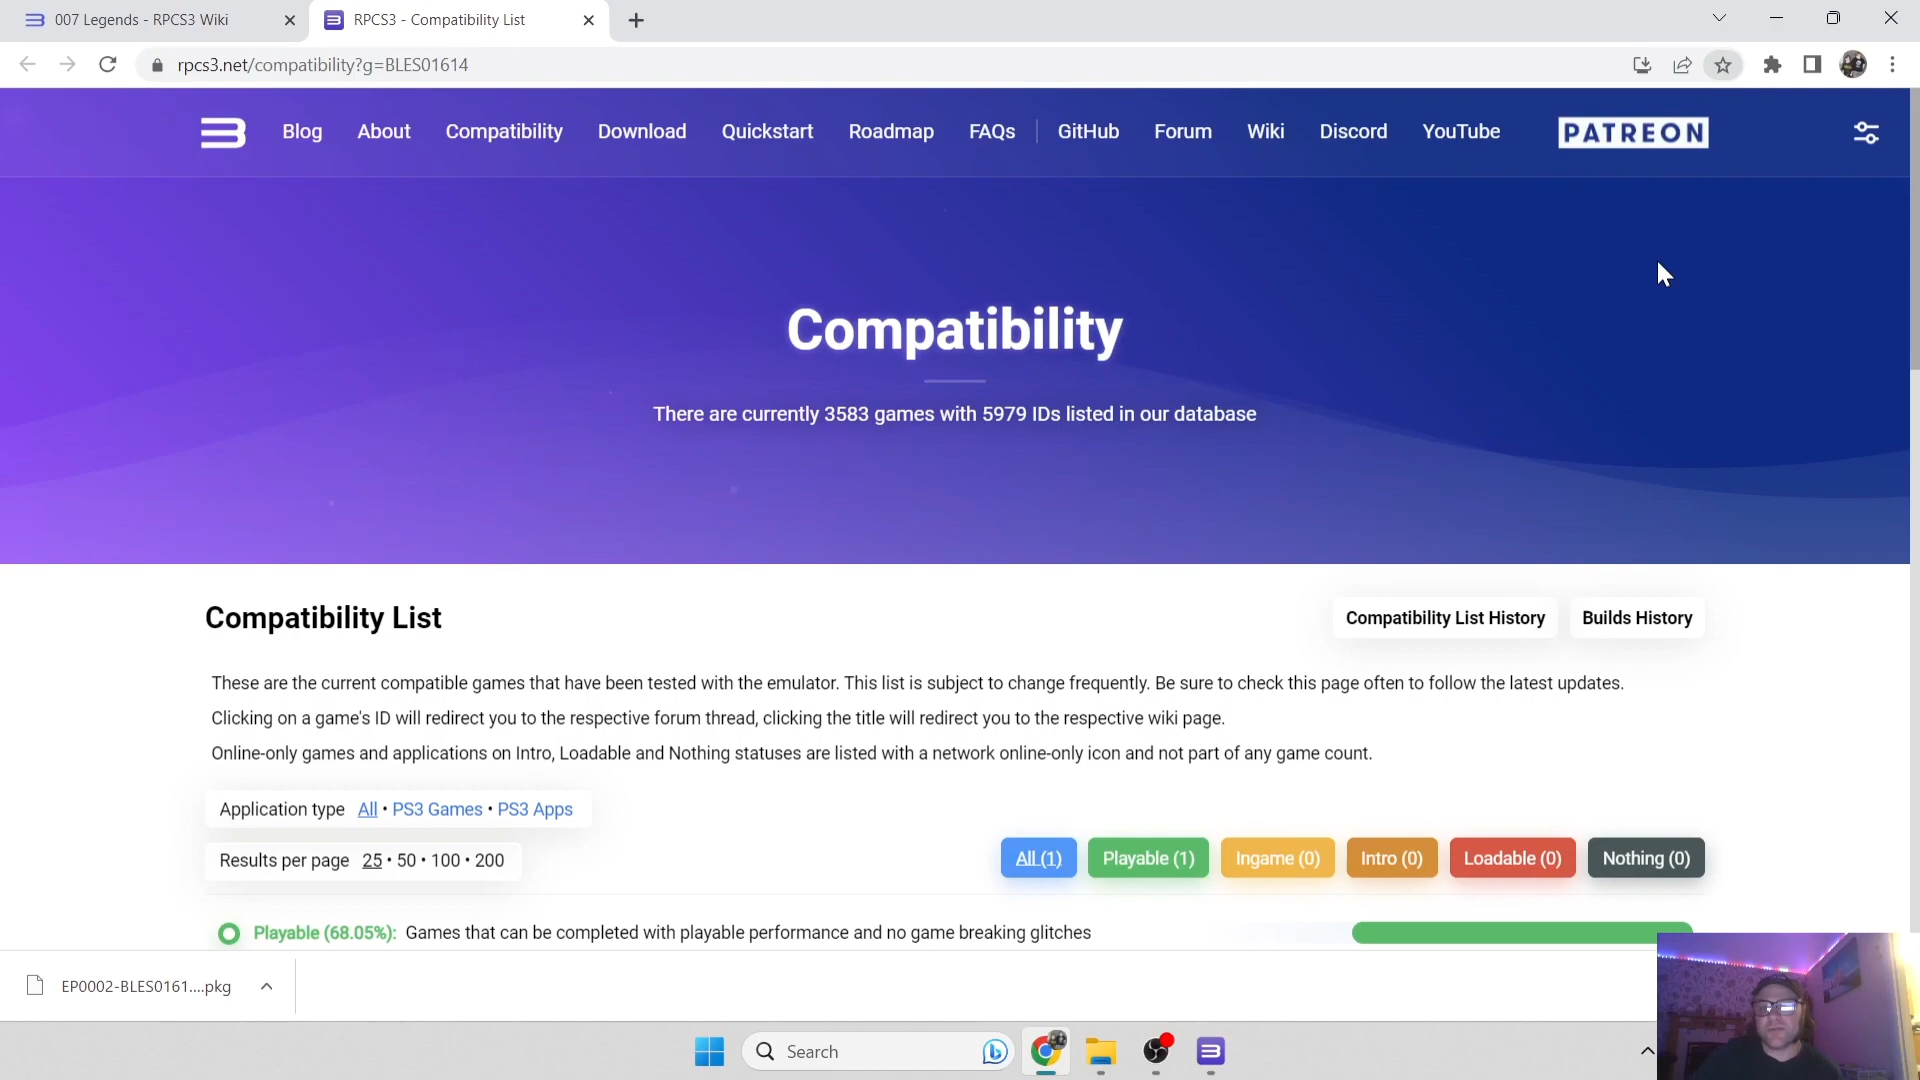 007 Legends - RPCS3 Wiki
RPCS3 - Compatibility List
rpcs3.net/compatibility?g=BLES01614
Blog
About
Compatibility
Download
Quickstart
Roadmap
FAQs
GitHub
Forum
Wiki
Discord
YouTube
PATREON
Compatibility
There are currently 3583 games with 5979 IDs listed in our database
Compatibility List
Compatibility List History
Builds History
These are the current compatible games that have been tested with the emulator. This list is subject to change frequently. Be sure to check this page often to follow the latest updates.
Clicking on a game's ID will redirect you to the respective forum thread, clicking the title will redirect you to the respective wiki page.
Online-only games and applications on Intro, Loadable and Nothing statuses are listed with a network online-only icon and not part of any game count.
Application type All • PS3 Games • PS3 Apps
Results per page 25 • 50 • 100 • 200
All (1)
Playable (1)
Ingame (0)
Intro (0)
Loadable (0)
Nothing (0)
Playable (68.05%): Games that can be completed with playable performance and no game breaking glitches
EP0002-BLES0161....pkg
Search